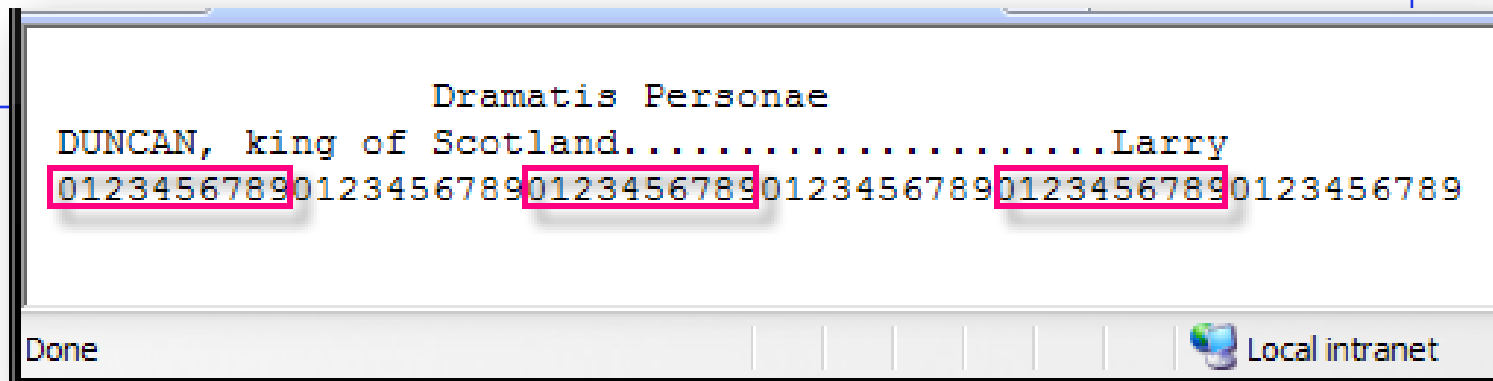 Dramatis Personae
DUNCAN, king of Scotland.....................Larry
012345678901234567890123456789012345678901234567890123456789
Done
Local intranet